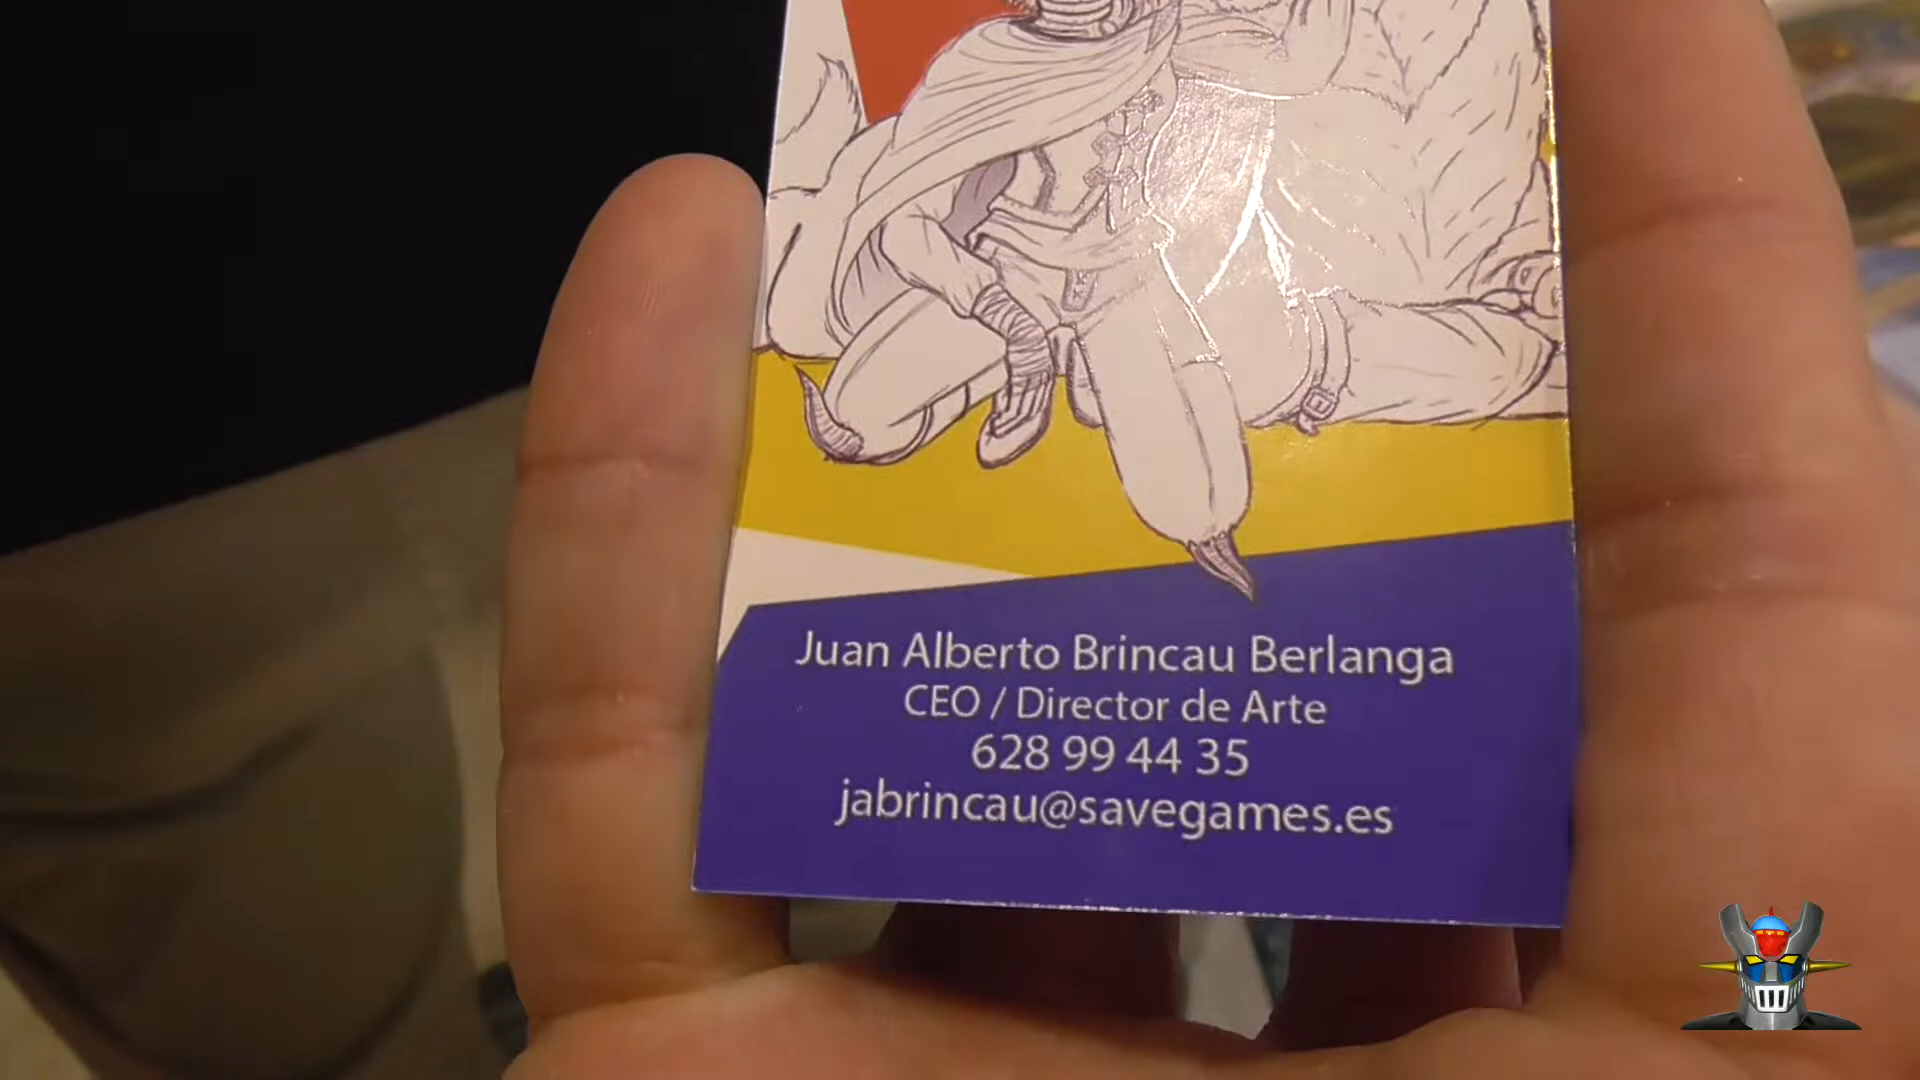 Juan Alberto Brincau Berlanga
CEO / Director de Arte
628 99 44 35
jabrincau@savegames.es